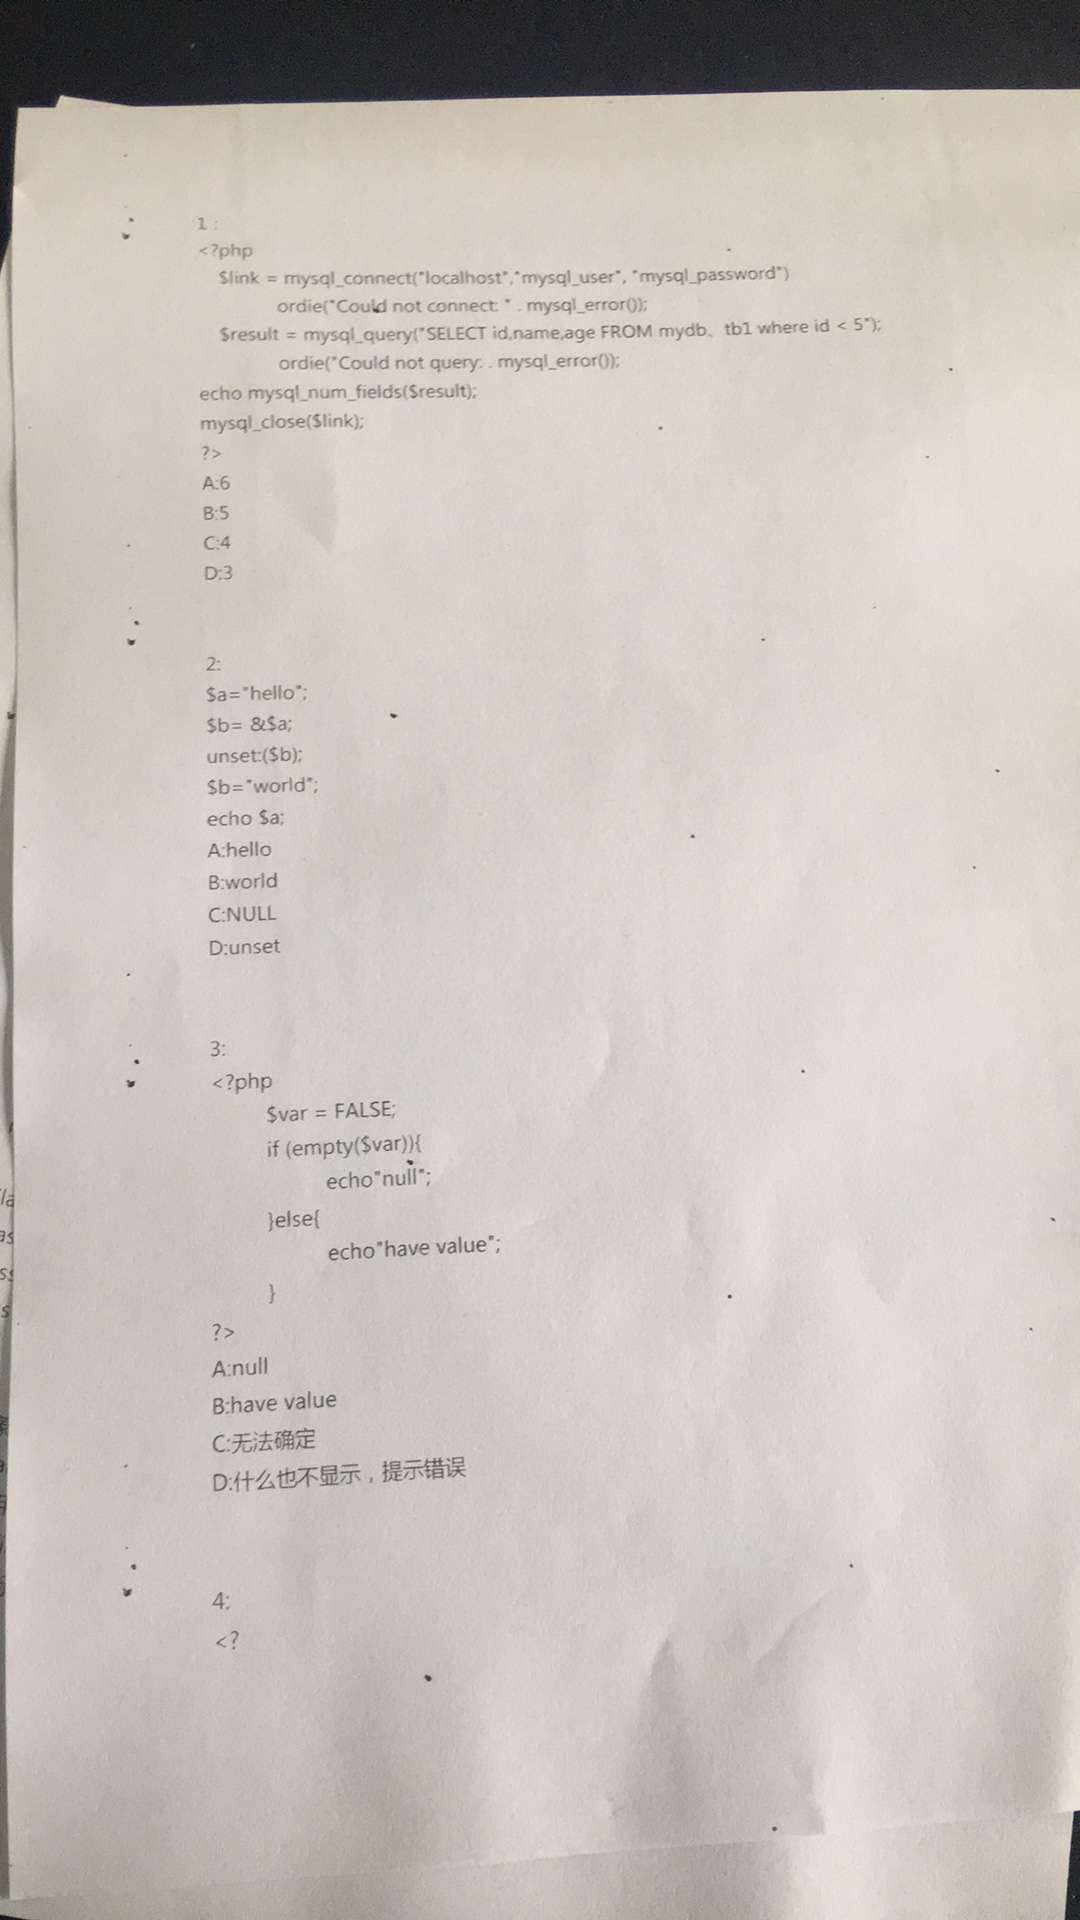 1 :
<?php
$link = mysql_connect("localhost","mysql_user", "mysql_password")
ordie("Could not connect: " . mysql_error());
$result = mysql_query("SELECT id,name,age FROM mydb、tb1 where id < 5");
ordie("Could not query: . mysql_error());
echo mysql_num_fields($result);
mysql_close($link);
?>
A:6
B:5
C:4
D:3
2:
$a="hello";
$b= &$a;
unset:($b);
$b="world";
echo $a;
A:hello
B:world
C:NULL
D:unset
3:
<?php
$var = FALSE;
if (empty($var)){
echo"null";
}else{
echo"have value";
}
?>
A:null
B:have value
C:无法确定
D:什么也不显示，提示错误
4:
<?